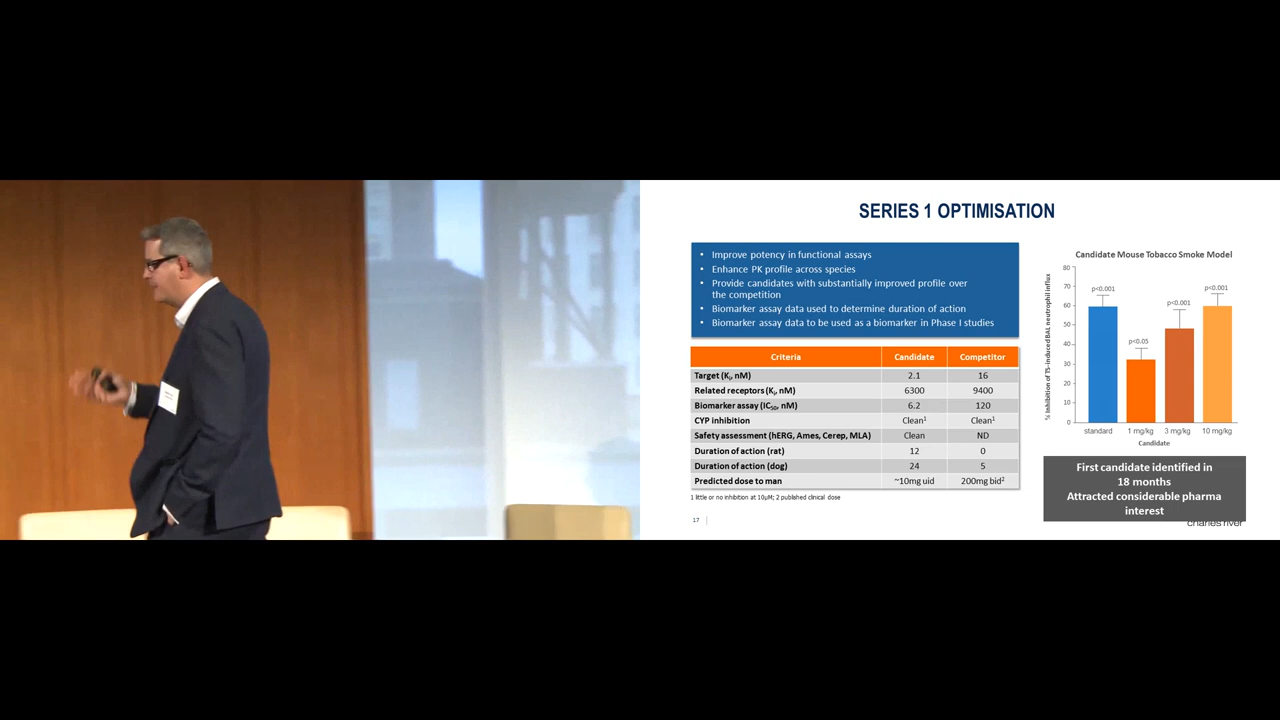 SERIES 1 OPTIMISATION
• Improve potency in functional assays
• Enhance PK profile across species
• Provide candidates with substantially improved profile over
the competition
• Biomarker assay data used to determine duration of action
• Biomarker assay data to be used as a biomarker in Phase I studies
Criteria Candidate Competitor
Target (Ki, nM) 2.1 16
Related receptors (Ki, nM) 6300 9400
Biomarker assay (IC50, nM) 6.2 120
CYP inhibition Clean1 Clean1
Safety assessment (hERG, Ames, Cerep, MLA) Clean ND
Duration of action (rat) 12 0
Duration of action (dog) 24 5
Predicted dose to man ~10mg uid 200mg bid2
1 little or no inhibition at 10µM; 2 published clinical dose
17
Candidate Mouse Tobacco Smoke Model
% Inhibition of TS-induced BAL neutrophil influx
80
70
60
50
40
30
20
10
0
p<0.001
p<0.05
p<0.001
p<0.001
standard 1 mg/kg 3 mg/kg 10 mg/kg
Candidate
First candidate identified in
18 months
Attracted considerable pharma
interest
charles river